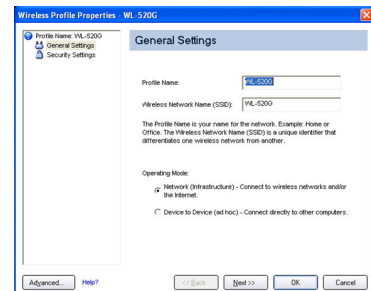 Wireless Profile Properties - WL-520G
Profile Name: WL-520G
General Settings
Security Settings
General Settings
Profile Name: WL-520G
Wireless Network Name (SSID): WL-520G
The Profile Name is your name for the network. Example: Home or
Office. The Wireless Network Name (SSID) is a unique identifier that
differentiates one wireless network from another.
Operating Mode:
Network (Infrastructure) - Connect to wireless networks and/or
the Internet.
Device to Device (ad hoc) - Connect directly to other computers.
Advanced... Help? << Back Next >> OK Cancel